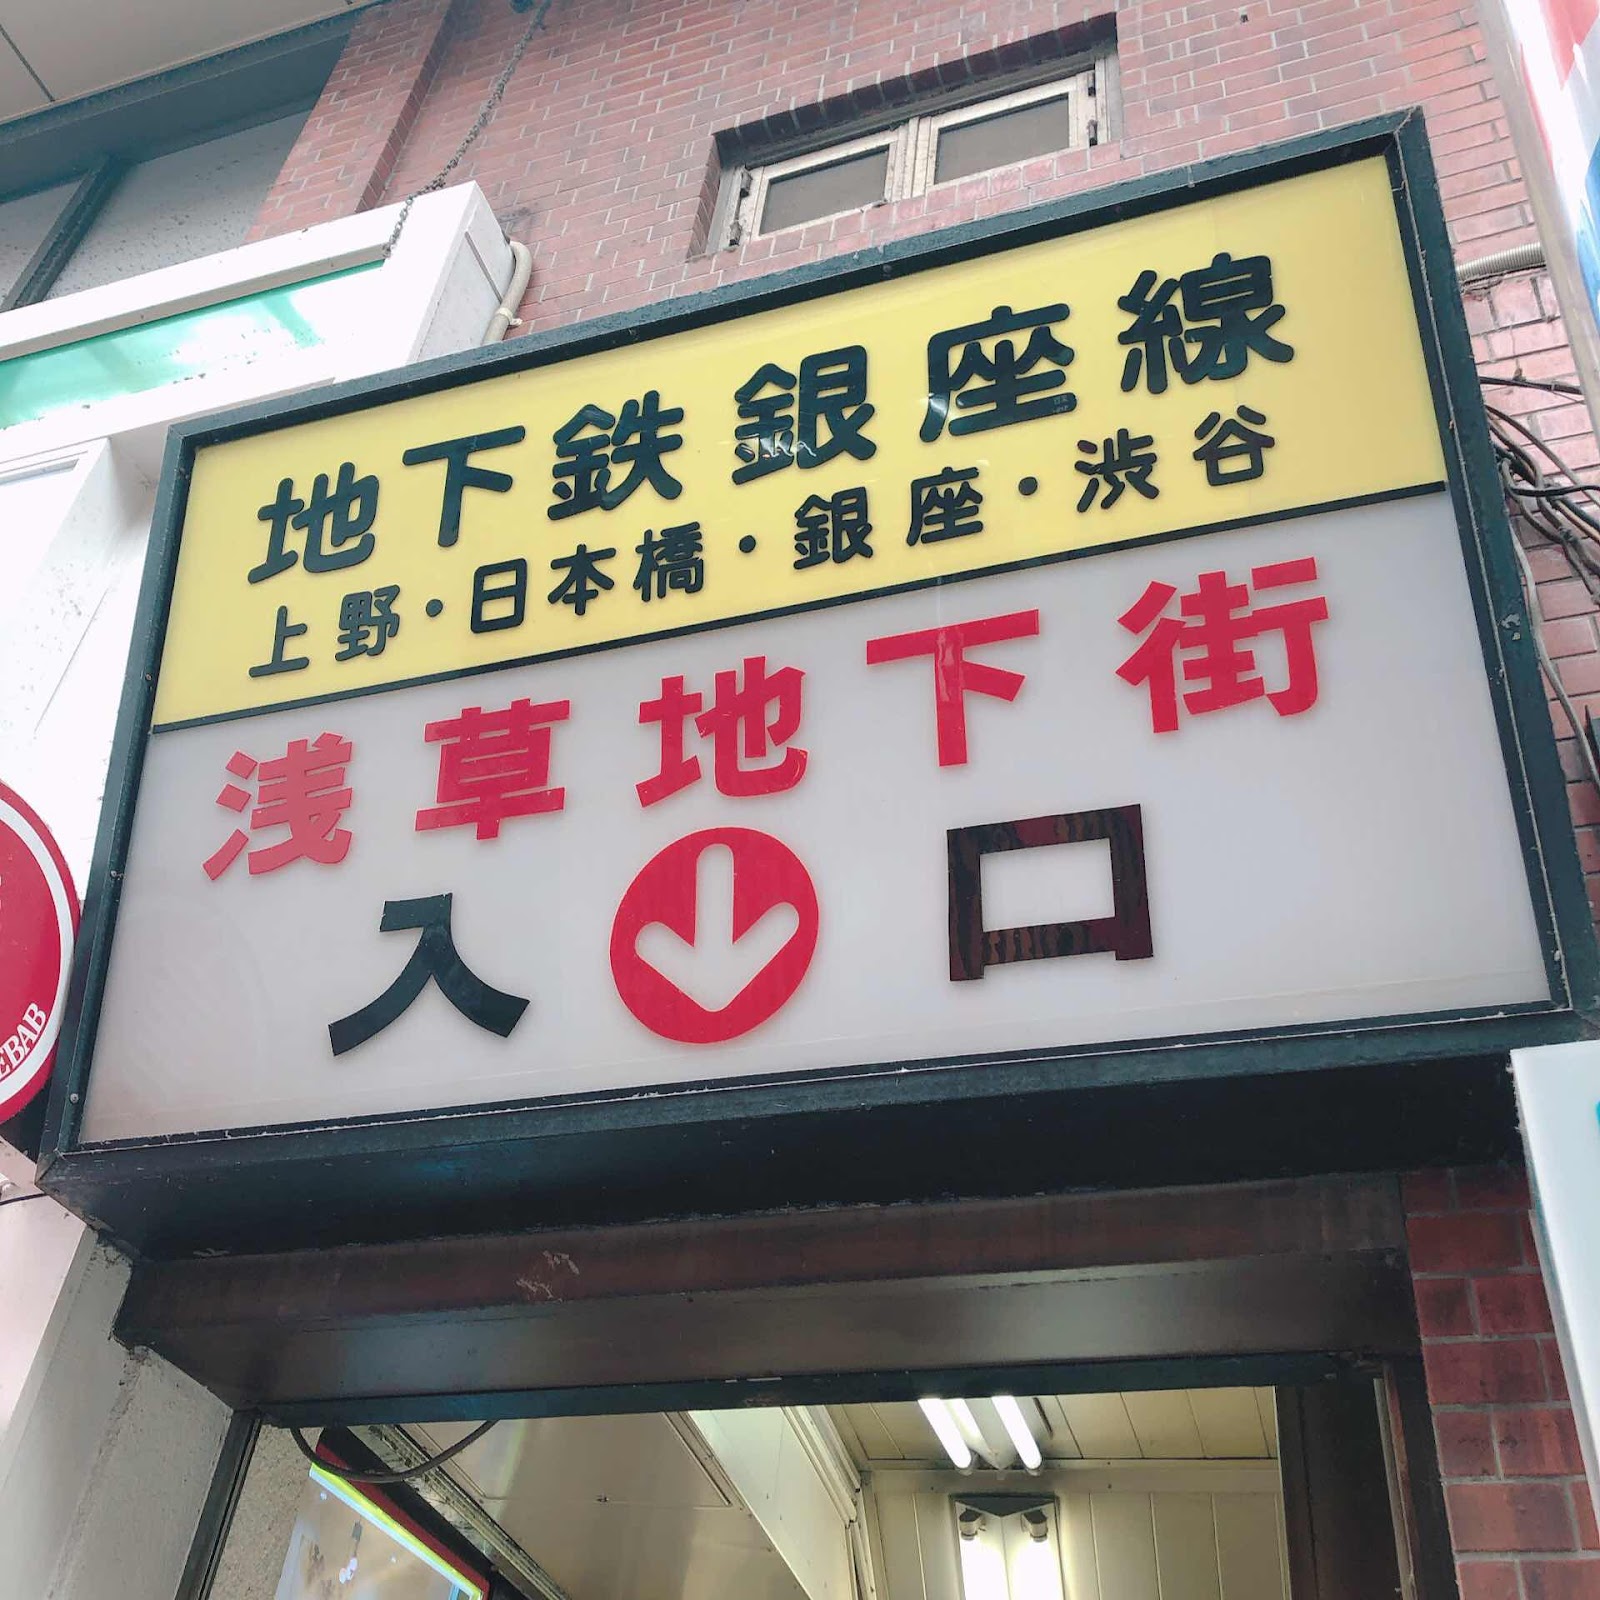 地下鉄銀座線
上野・日本橋・銀座・渋谷
浅草地下街
入口